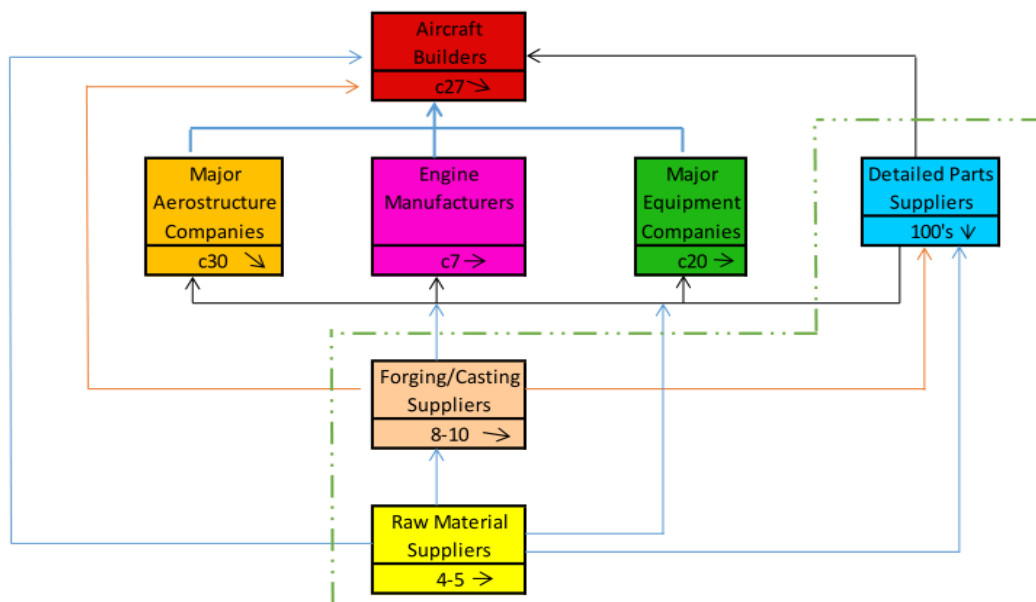 Aircraft
Builders
c27
Major
Aerostructure
Companies
c30
Engine
Manufacturers
c7
Major
Equipment
Companies
c20
Detailed Parts
Suppliers
100's
Forging/Casting
Suppliers
8-10
Raw Material
Suppliers
4-5